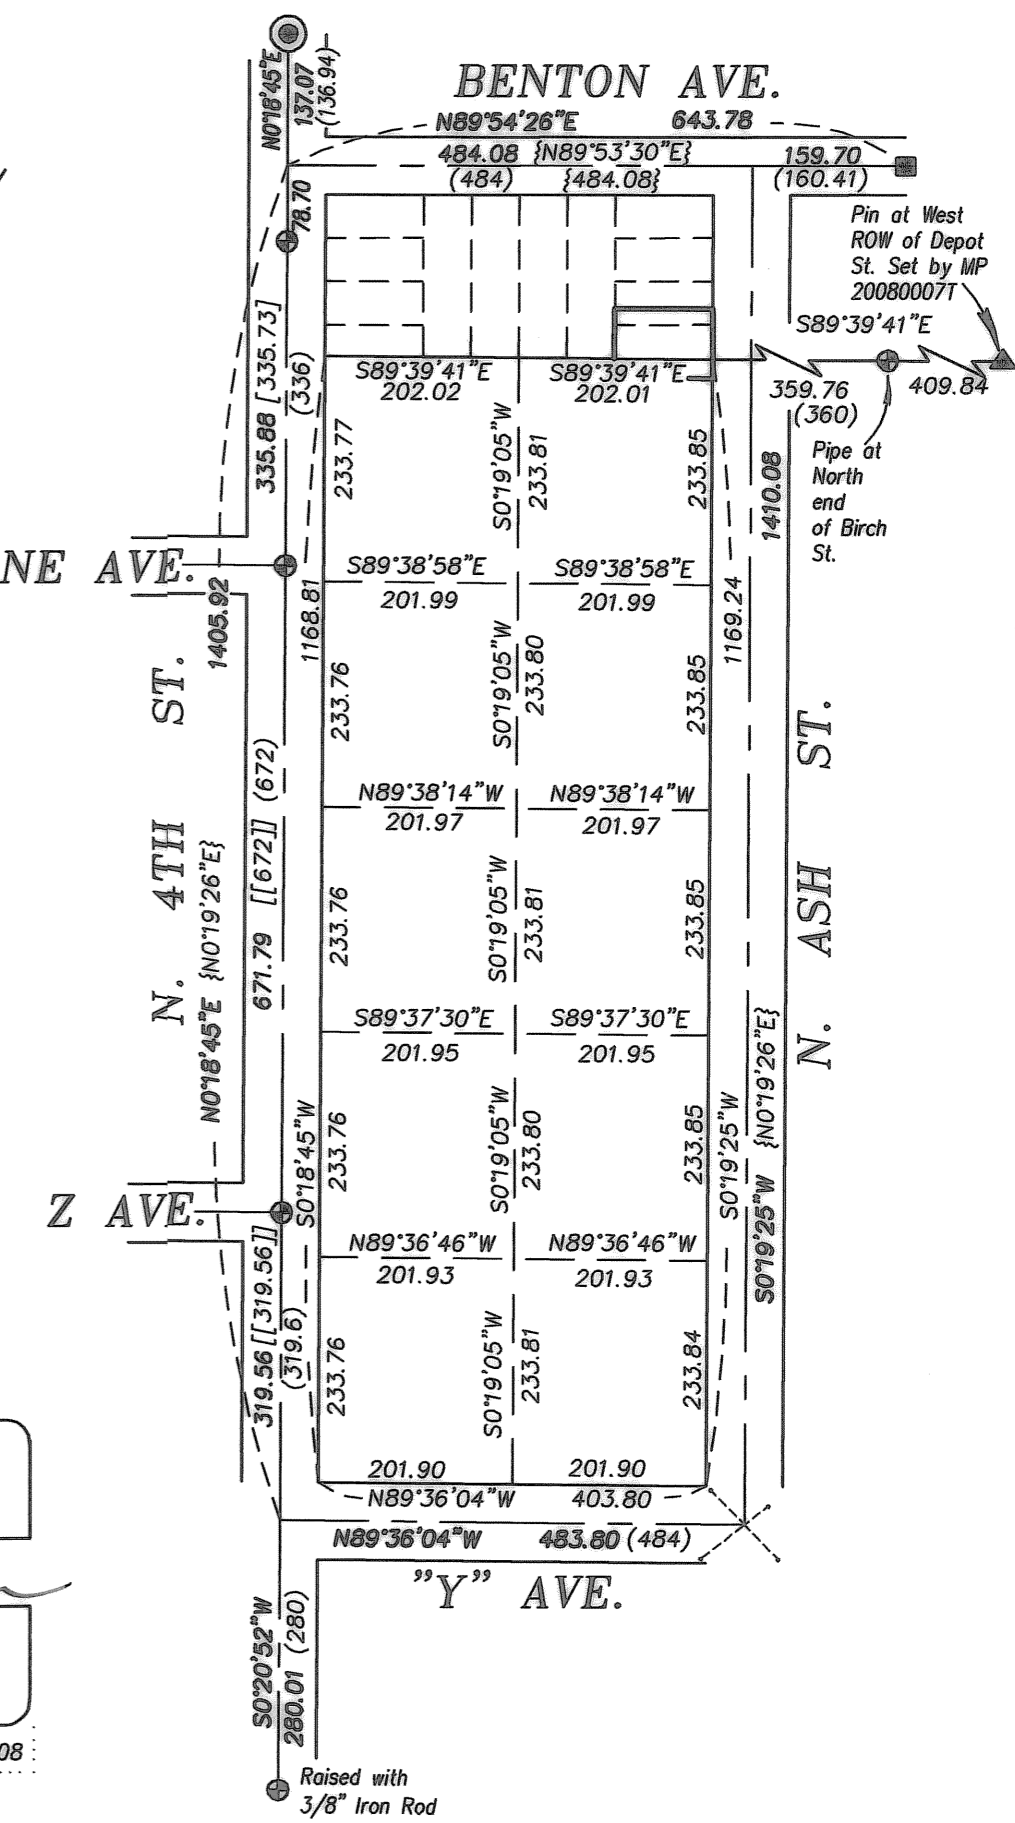 N0°18'45"E
137.07
(136.94)
BENTON AVE.
N89°54'26"E 643.78
484.08 {N89°53'30"E} 159.70
(484) {484.08} (160.41)
78.70
Pin at West
ROW of Depot
St. Set by MP
20080007T
S89°39'41"E
335.88 [335.73]
(336)
S89°39'41"E
202.02
S89°39'41"E
202.01
359.76
(360)
409.84
Pipe at
North
end
of Birch
St.
233.77
S0°19'05"W
233.81
233.85
1410.08
NE AVE.
1405.92
1168.81
S89°38'58"E
201.99
S89°38'58"E
201.99
1169.24
N. 4TH ST.
233.76
S0°19'05"W
233.80
233.85
N. ASH ST.
N89°38'14"W
201.97
N89°38'14"W
201.97
671.79 [[672]] (672)
N0°18'45"E {N0°19'26"E}
233.76
S0°19'05"W
233.81
233.85
S89°37'30"E
201.95
S89°37'30"E
201.95
S0°18'45"W
233.76
S0°19'05"W
233.80
233.85
S0°19'25"W
S0°19'25"W {N0°19'26"E}
Z AVE.
N89°36'46"W
201.93
N89°36'46"W
201.93
319.56 [[319.56]]
(319.6)
233.76
S0°19'05"W
233.81
233.84
201.90 201.90
N89°36'04"W 403.80
N89°36'04"W 483.80 (484)
"Y" AVE.
S0°20'52"W
280.01 (280)
08
Raised with
3/8" Iron Rod